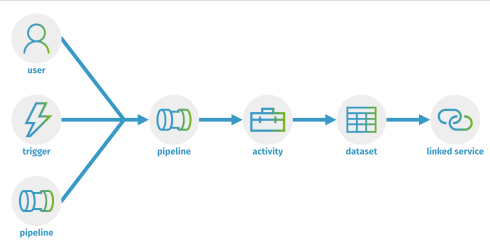 user
trigger
pipeline
activity
dataset
linked service
pipeline